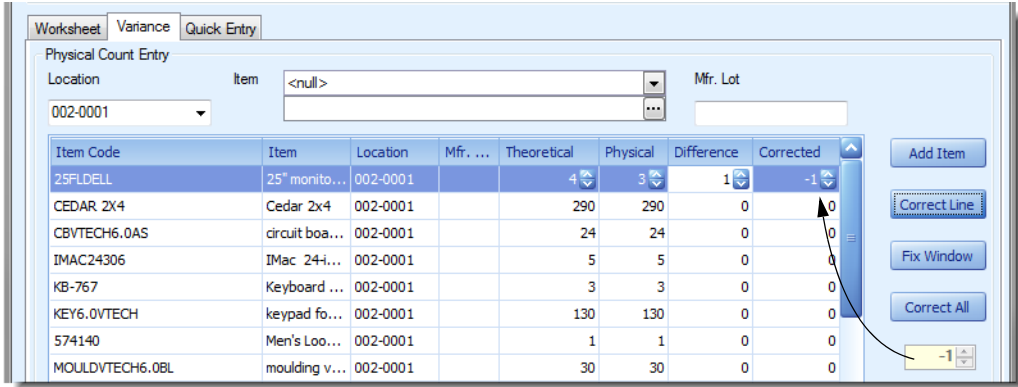 Worksheet Variance Quick Entry
Physical Count Entry
Location Item <null> Mfr. Lot
002-0001 ...
Item Code Item Location Mfr. ... Theoretical Physical Difference Corrected Add Item
25FLDELL 25" monito... 002-0001 4 3 1 -1
CEDAR 2X4 Cedar 2x4 002-0001 290 290 0 0 Correct Line
CBVTECH6.0AS circuit boa... 002-0001 24 24 0 0
IMAC24306 IMac 24-i... 002-0001 5 5 0 0 Fix Window
KB-767 Keyboard ... 002-0001 3 3 0 0
KEY6.0VTECH keypad fo... 002-0001 130 130 0 0 Correct All
574140 Men's Loo... 002-0001 1 1 0 0
MOULDVTECH6.0BL moulding v... 002-0001 30 30 0 0 -1